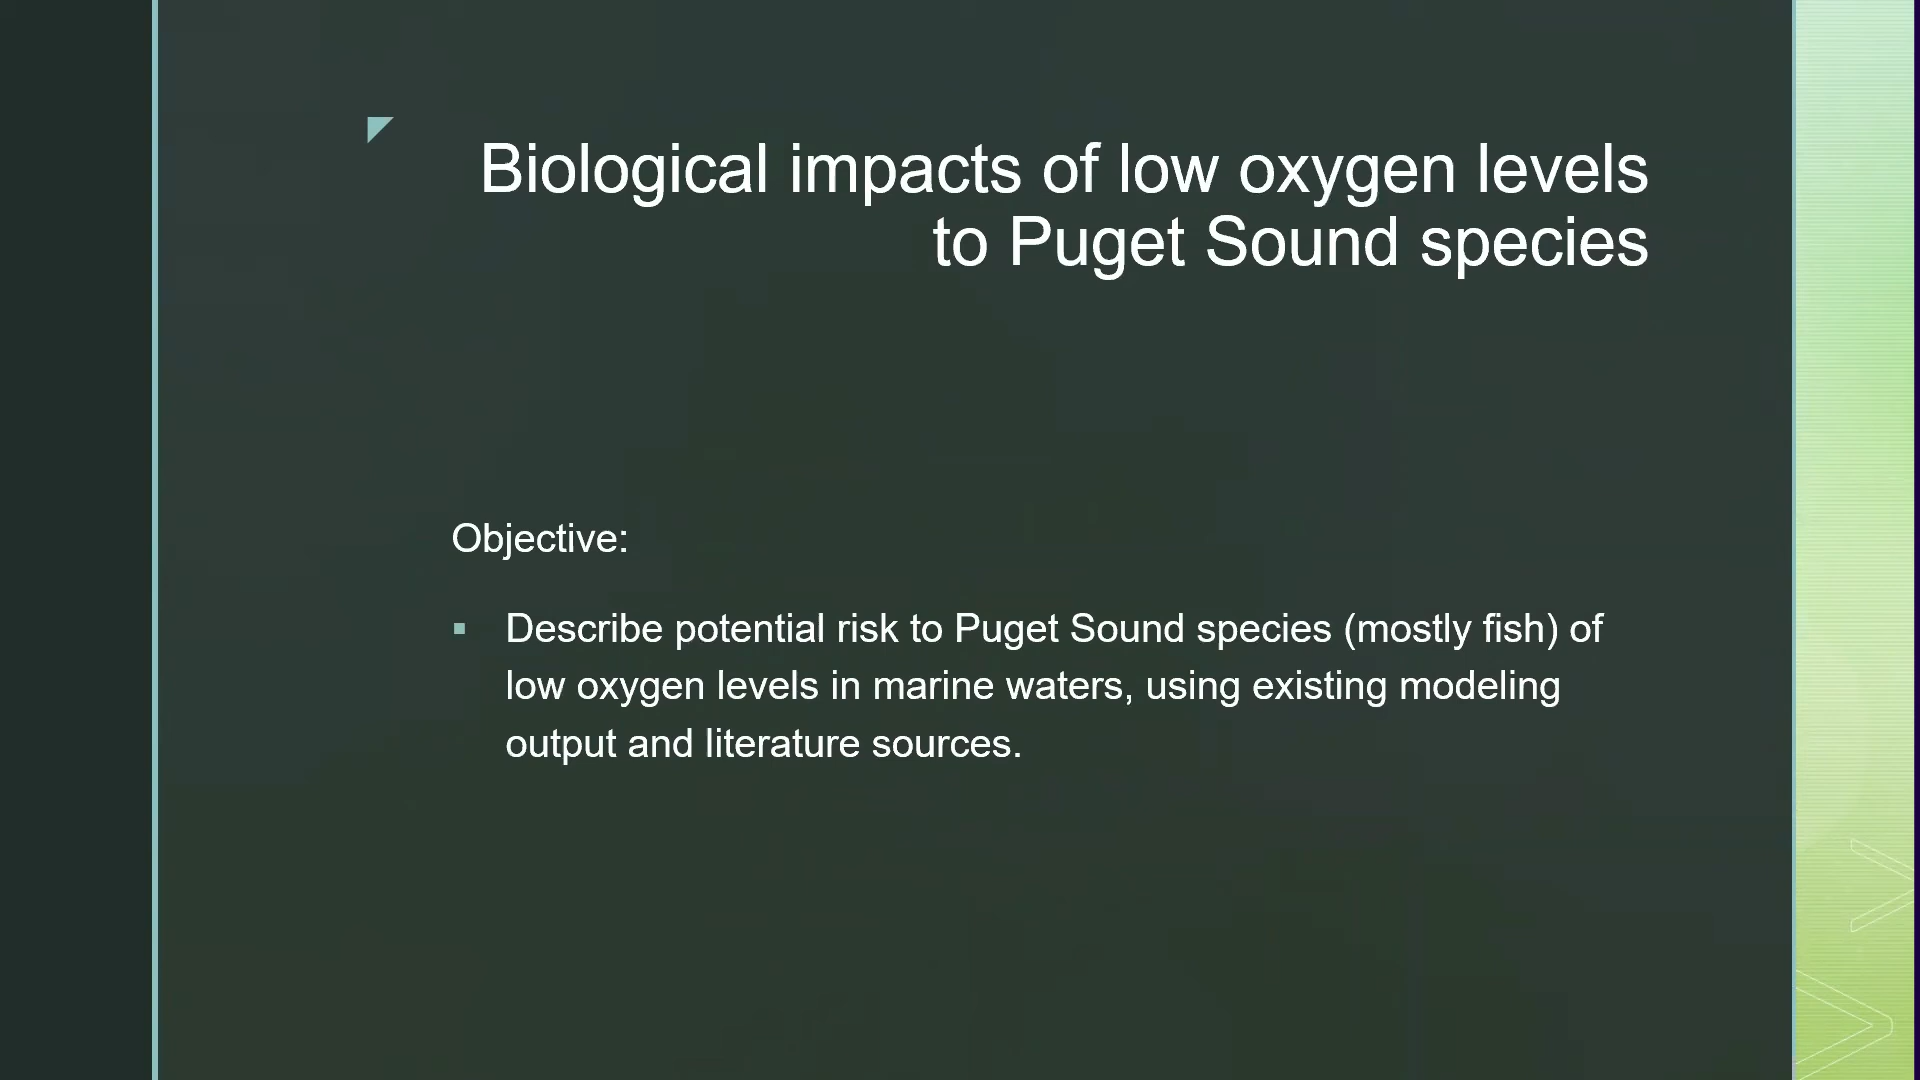 Biological impacts of low oxygen levels
to Puget Sound species
Objective:
▪ Describe potential risk to Puget Sound species (mostly fish) of
low oxygen levels in marine waters, using existing modeling
output and literature sources.